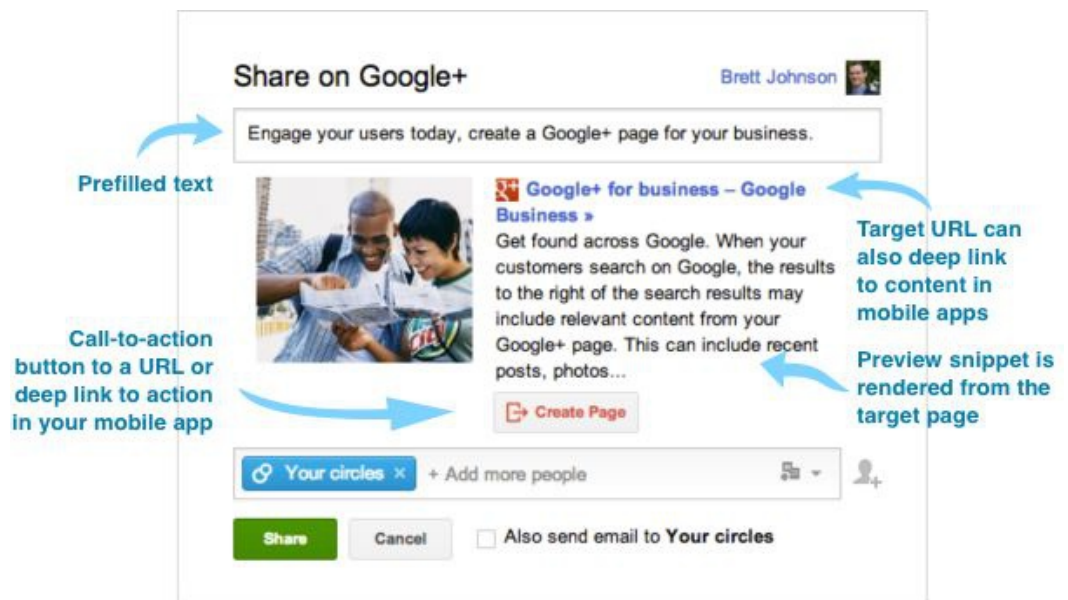 Share on Google+
Brett Johnson
Engage your users today, create a Google+ page for your business.
Prefilled text
g+ Google+ for business – Google
Business »
Get found across Google. When your
customers search on Google, the results
to the right of the search results may
include relevant content from your
Google+ page. This can include recent
posts, photos...
Create Page
Target URL can
also deep link
to content in
mobile apps
Preview snippet is
rendered from the
target page
Call-to-action
button to a URL or
deep link to action
in your mobile app
Your circles ×
+ Add more people
Share
Cancel
Also send email to Your circles